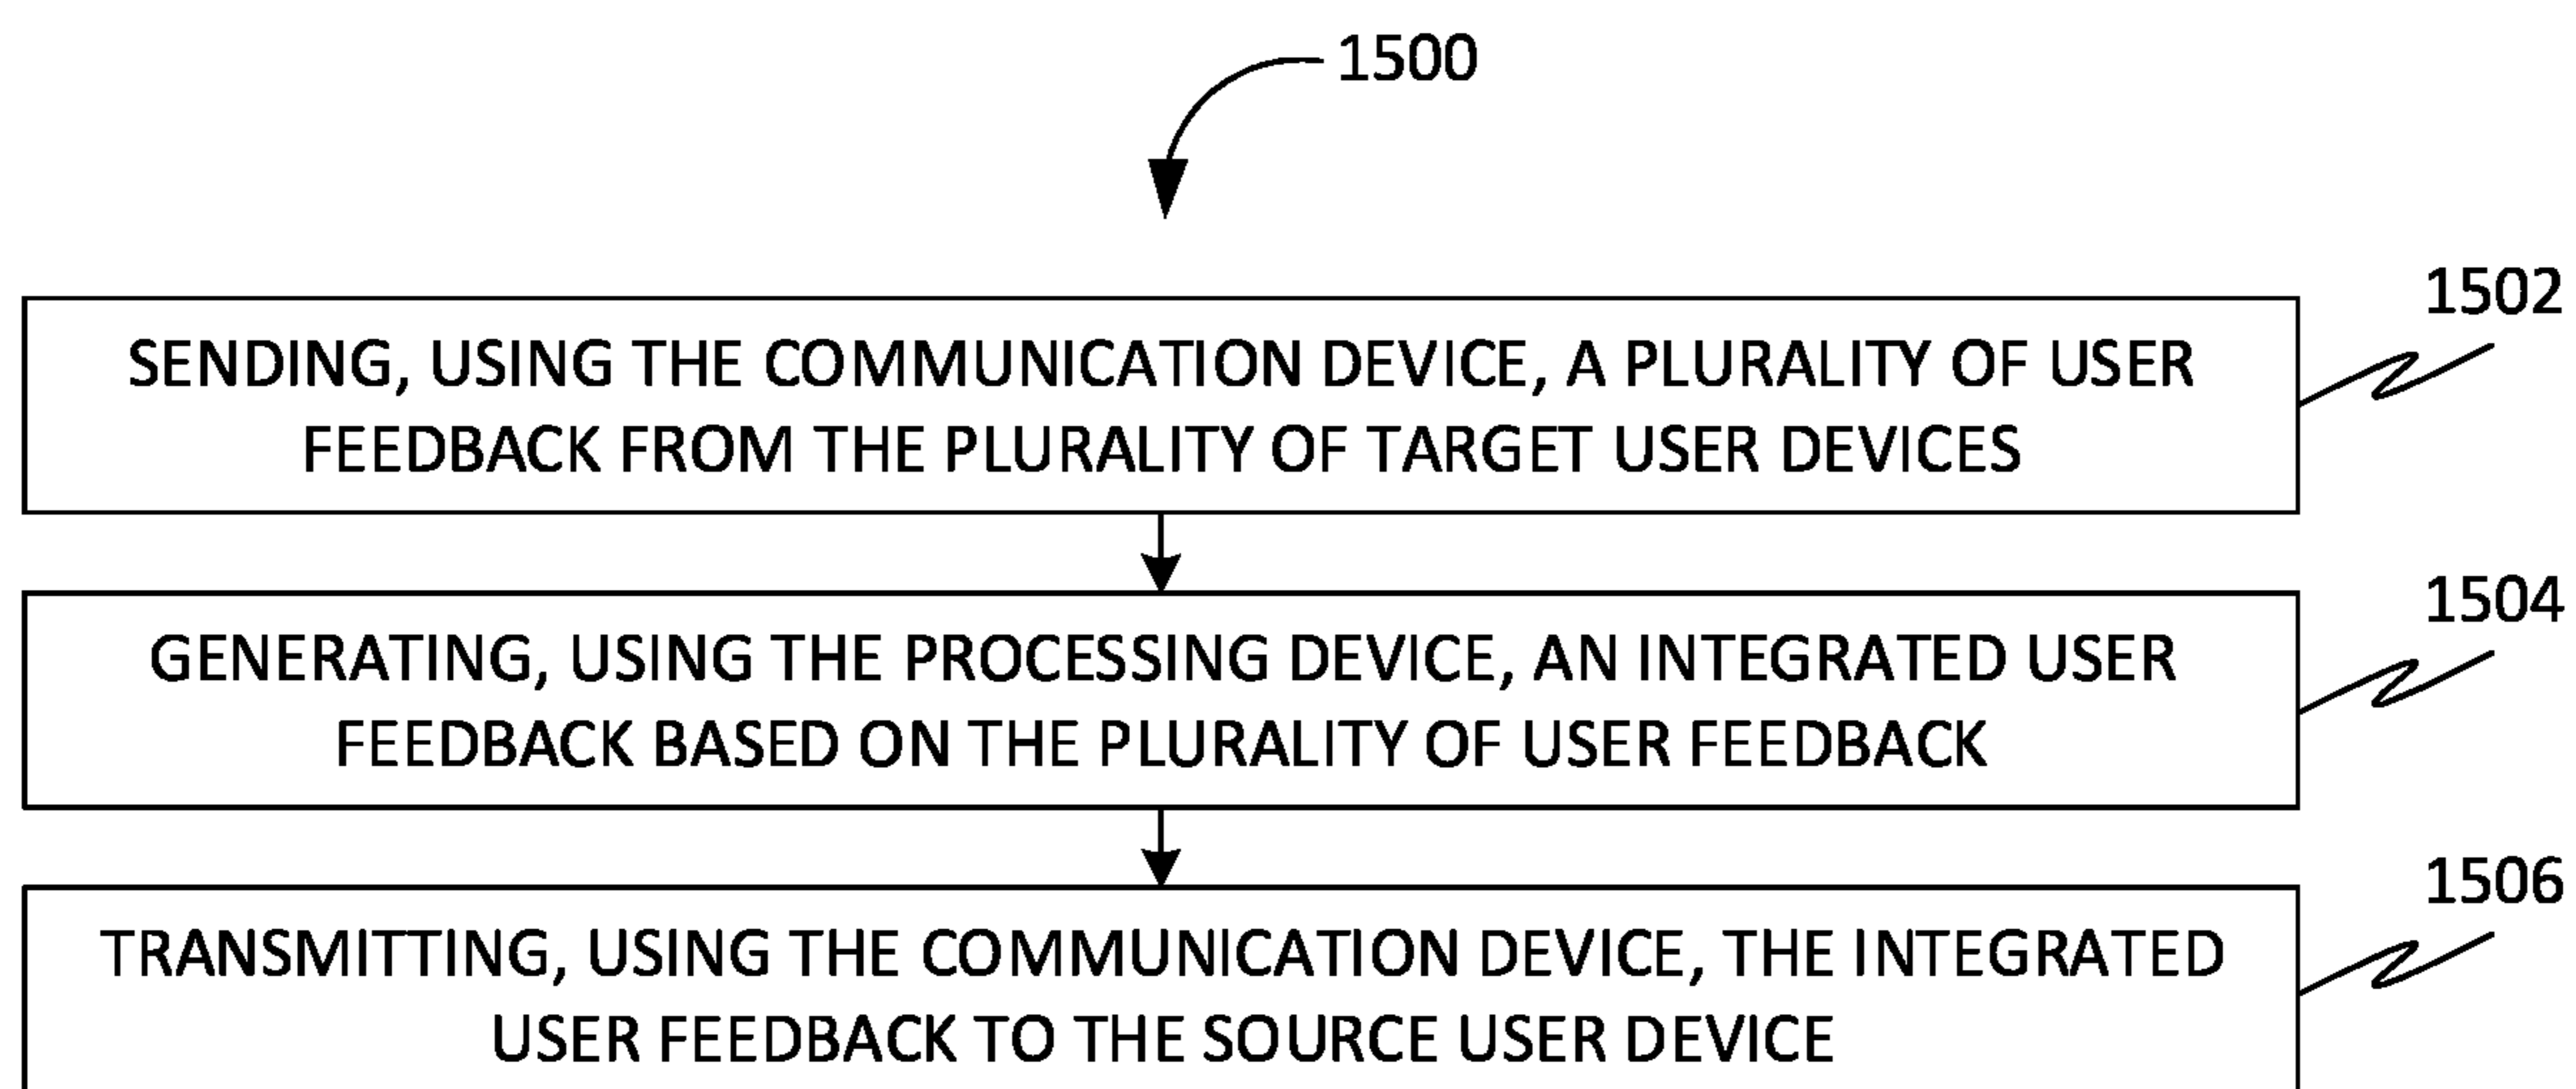 1500
1502
SENDING, USING THE COMMUNICATION DEVICE, A PLURALITY OF USER
FEEDBACK FROM THE PLURALITY OF TARGET USER DEVICES
1504
GENERATING, USING THE PROCESSING DEVICE, AN INTEGRATED USER
FEEDBACK BASED ON THE PLURALITY OF USER FEEDBACK
1506
TRANSMITTING, USING THE COMMUNICATION DEVICE, THE INTEGRATED
USER FEEDBACK TO THE SOURCE USER DEVICE